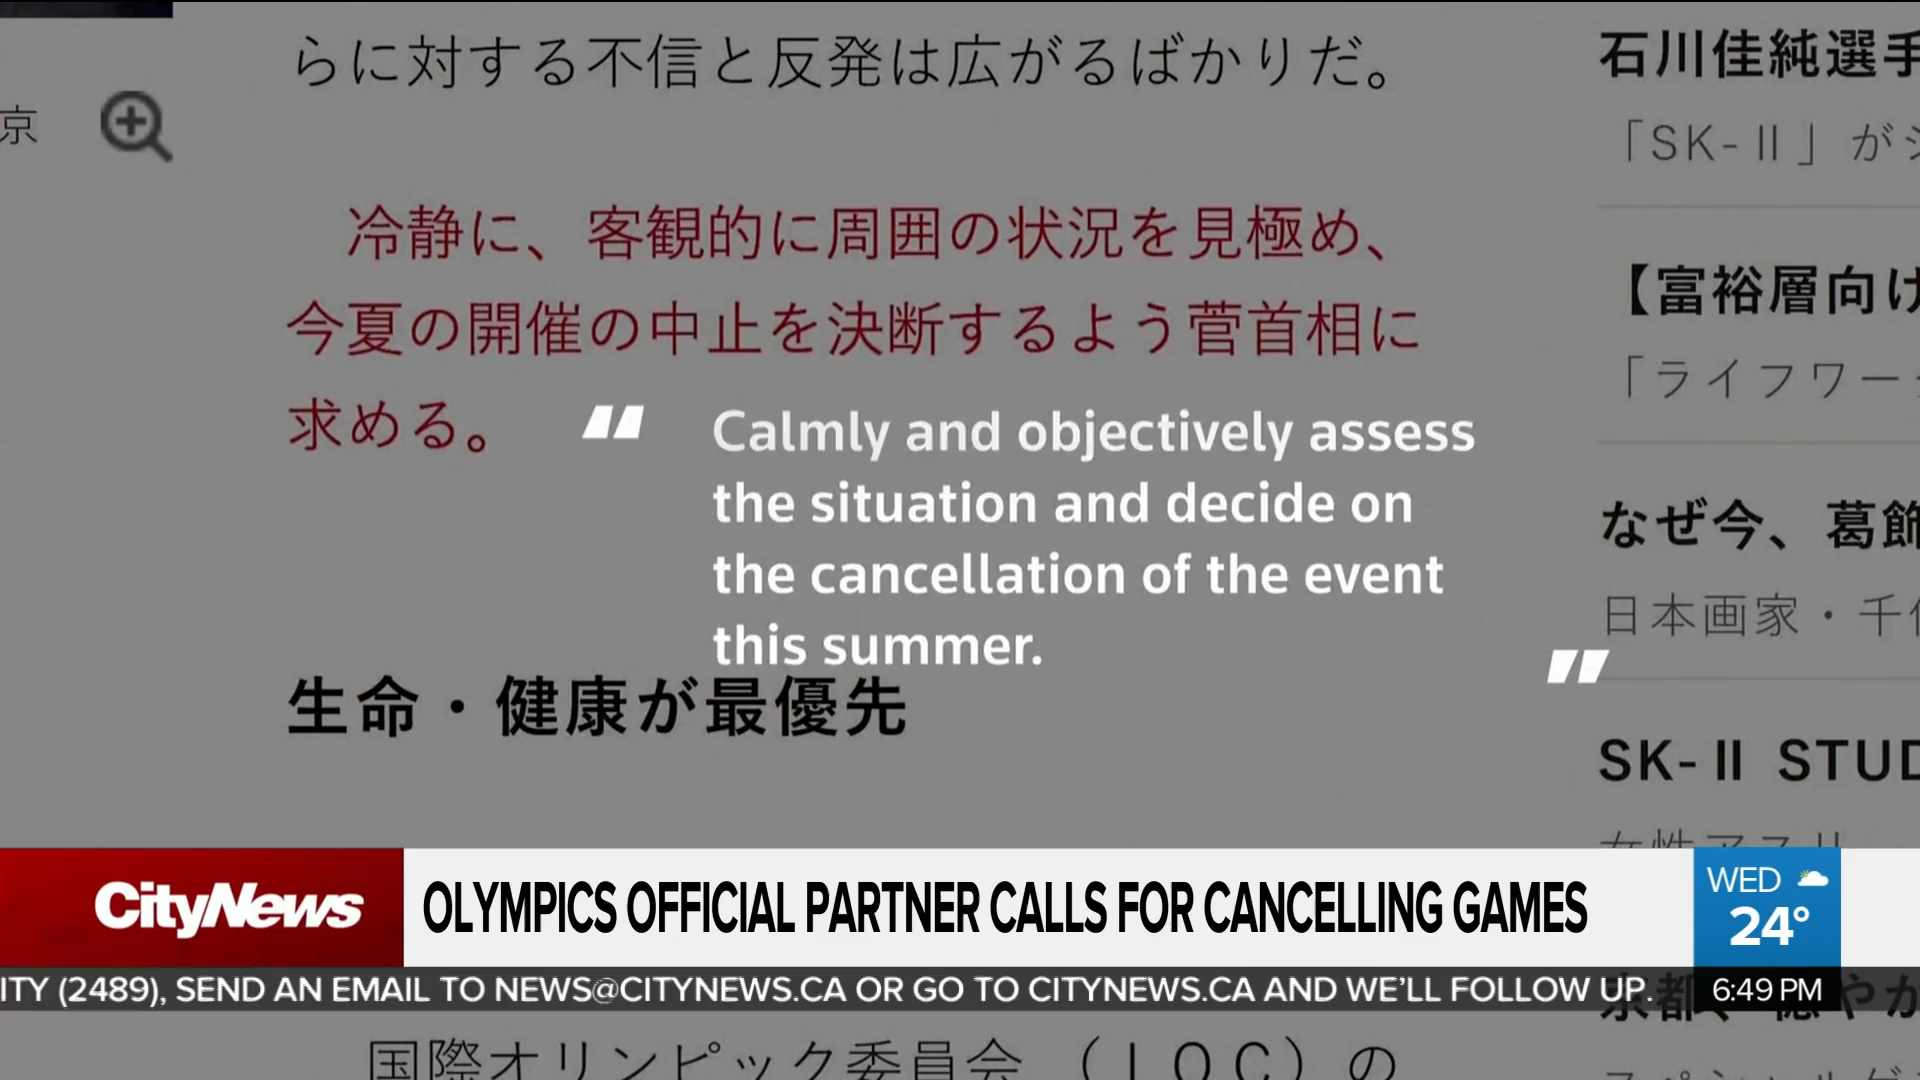 らに対する不信と反発は広がるばかりだ。
京
冷静に、客観的に周囲の状況を見極め、
今夏の開催の中止を決断するよう菅首相に
求める。
“
Calmly and objectively assess
the situation and decide on
the cancellation of the event
this summer.
”
生命・健康が最優先
石川佳純選手
「SK-Ⅱ」がジ
【富裕層向け
「ライフワー
なぜ今、葛飾
日本画家・千住
SK-Ⅱ STUD
CityNews
OLYMPICS OFFICIAL PARTNER CALLS FOR CANCELLING GAMES
WED
24°
ITY (2489), SEND AN EMAIL TO NEWS@CITYNEWS.CA OR GO TO CITYNEWS.CA AND WE'LL FOLLOW UP.
6:49 PM
国際オリンピック委員会（ＩＯＣ）の